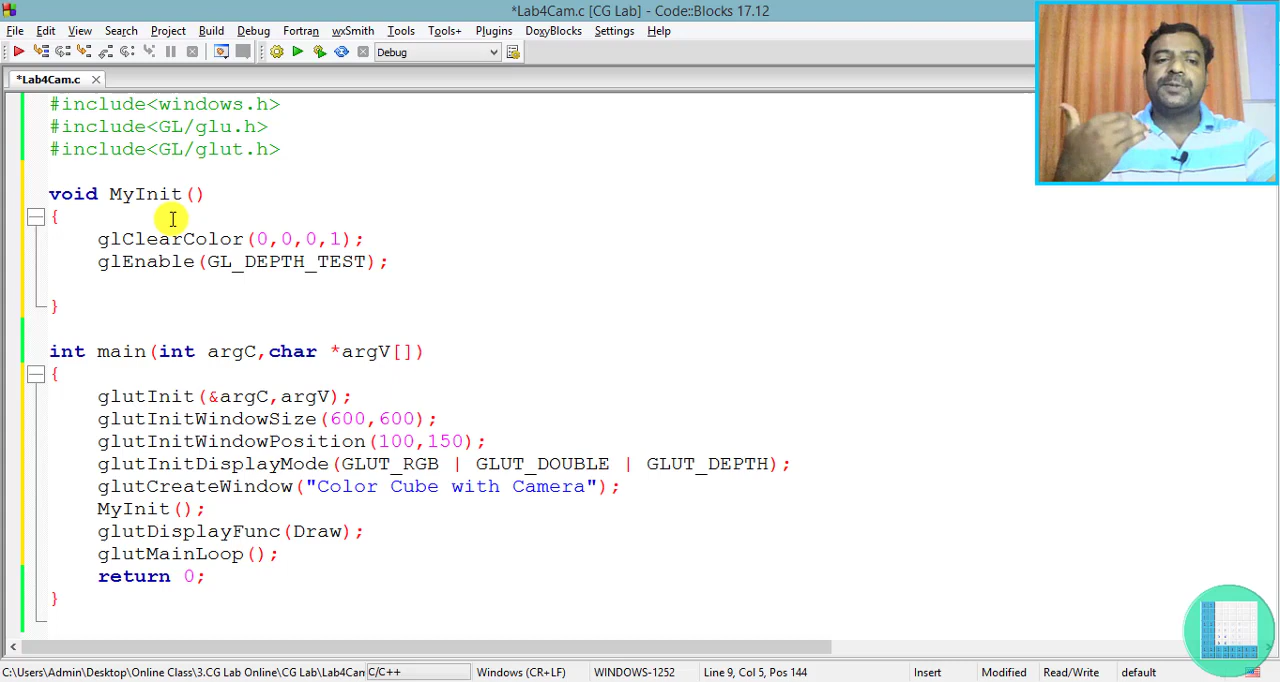 *Lab4Cam.c [CG Lab] - Code::Blocks 17.12
File Edit View Search Project Build Debug Fortran wxSmith Tools Tools+ Plugins DoxyBlocks Settings Help
Debug
*Lab4Cam.c
#include<windows.h>
#include<GL/glu.h>
#include<GL/glut.h>
void MyInit()
{
glClearColor(0,0,0,1);
glEnable(GL_DEPTH_TEST);
}
int main(int argC,char *argV[])
{
glutInit(&argC,argV);
glutInitWindowSize(600,600);
glutInitWindowPosition(100,150);
glutInitDisplayMode(GLUT_RGB | GLUT_DOUBLE | GLUT_DEPTH);
glutCreateWindow("Color Cube with Camera");
MyInit();
glutDisplayFunc(Draw);
glutMainLoop();
return 0;
}
C:\Users\Admin\Desktop\Online Class\3.CG Lab Online\CG Lab\Lab4Cam C/C++ Windows (CR+LF) WINDOWS-1252 Line 9, Col 5, Pos 144 Insert Modified Read/Write default